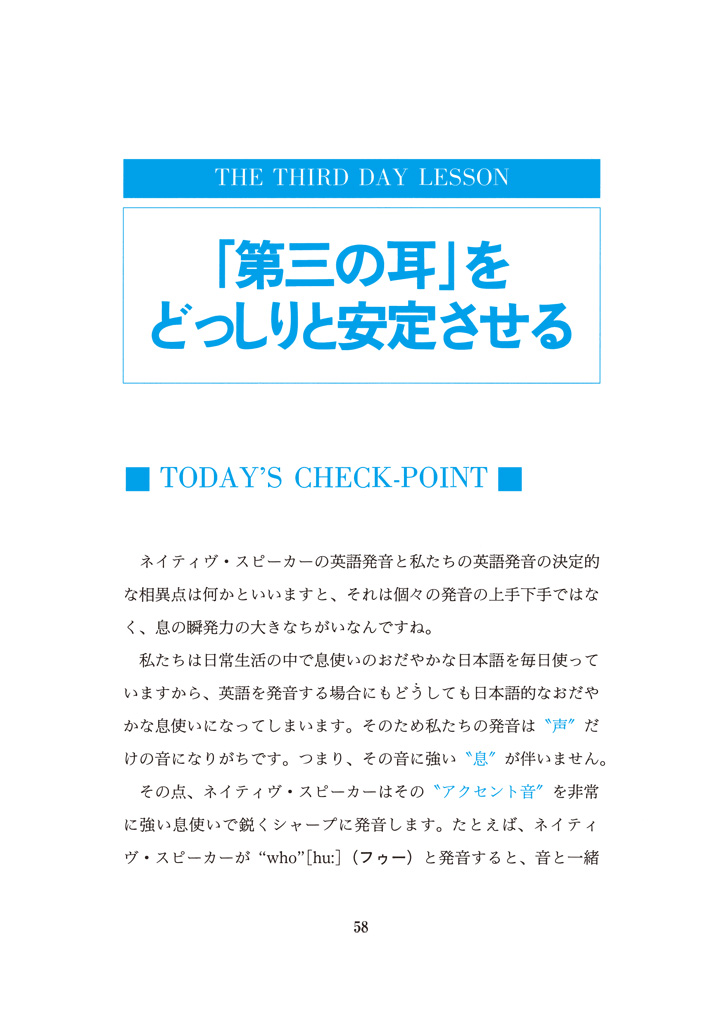 THE THIRD DAY LESSON
「第三の耳」を
どっしりと安定させる
■ TODAY’S CHECK-POINT ■
ネイティヴ・スピーカーの英語発音と私たちの英語発音の決定的
な相異点は何かといいますと、それは個々の発音の上手下手ではな
く、息の瞬発力の大きなちがいなんですね。
私たちは日常生活の中で息使いのおだやかな日本語を毎日使って
いますから、英語を発音する場合にもどうしても日本語的なおだや
かな息使いになってしまいます。そのため私たちの発音は〝声〞だ
けの音になりがちです。つまり、その音に強い〝息〞が伴いません。
その点、ネイティヴ・スピーカーはその〝アクセント音〞を非常
に強い息使いで鋭くシャープに発音します。たとえば、ネイティ
ヴ・スピーカーが “who”[hu:]（フゥー）と発音すると、音と一緒
58